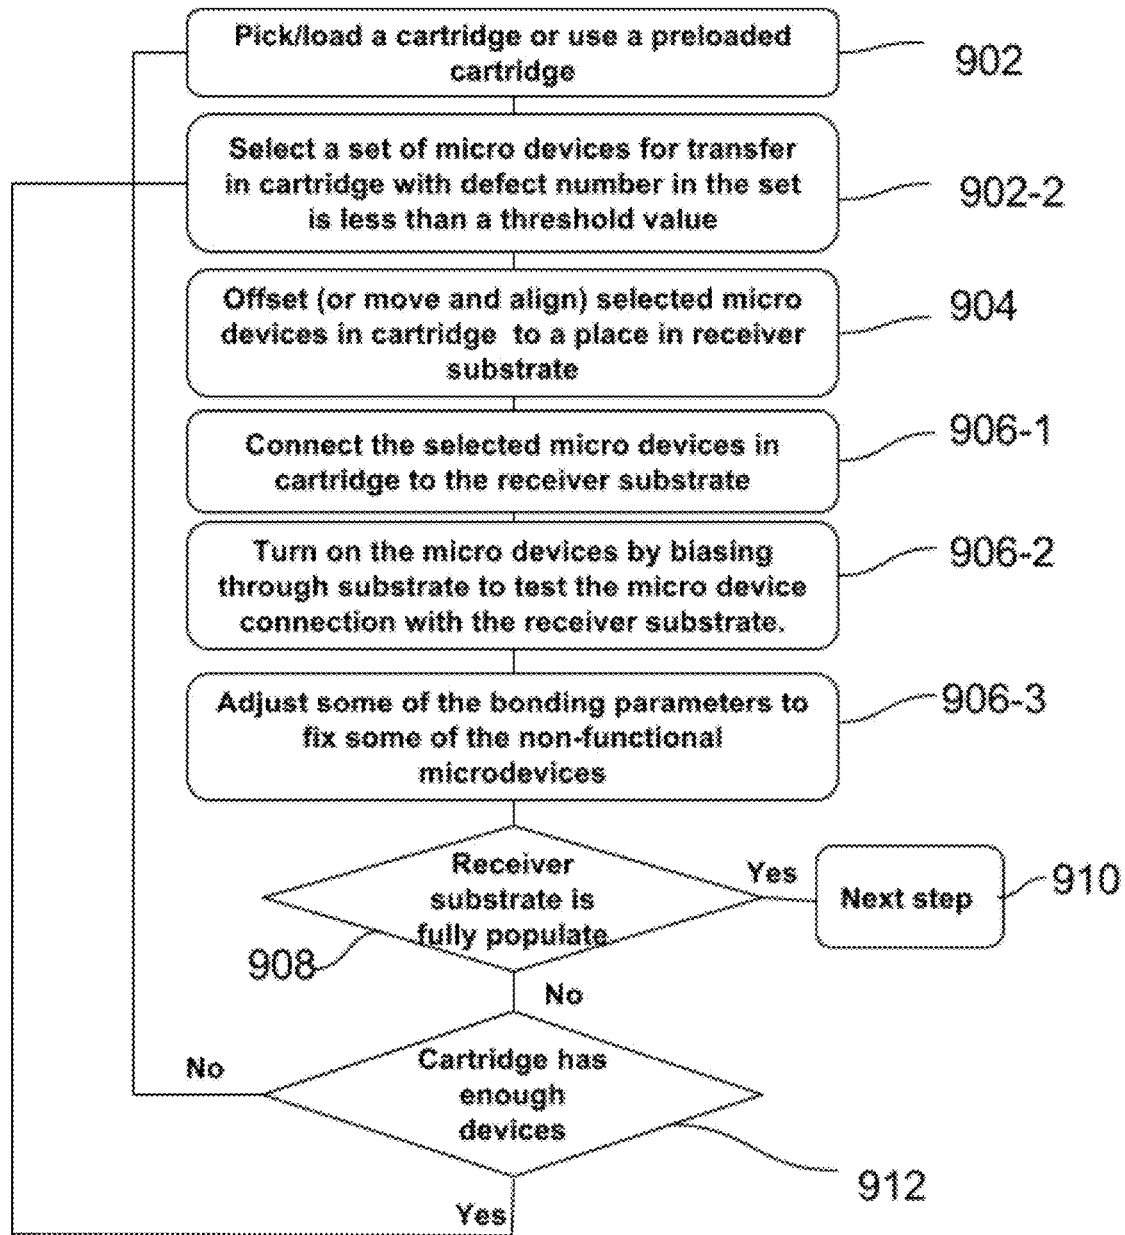 Pick/load a cartridge or use a preloaded
cartridge
902
Select a set of micro devices for transfer
in cartridge with defect number in the set
is less than a threshold value
902-2
Offset (or move and align) selected micro
devices in cartridge to a place in receiver
substrate
904
Connect the selected micro devices in
cartridge to the receiver substrate
906-1
Turn on the micro devices by biasing
through substrate to test the micro device
connection with the receiver substrate.
906-2
Adjust some of the bonding parameters to
fix some of the non-functional
microdevices
906-3
Receiver
substrate is
fully populate
908
Yes
Next step
910
No
Cartridge has
enough
devices
912
No
Yes